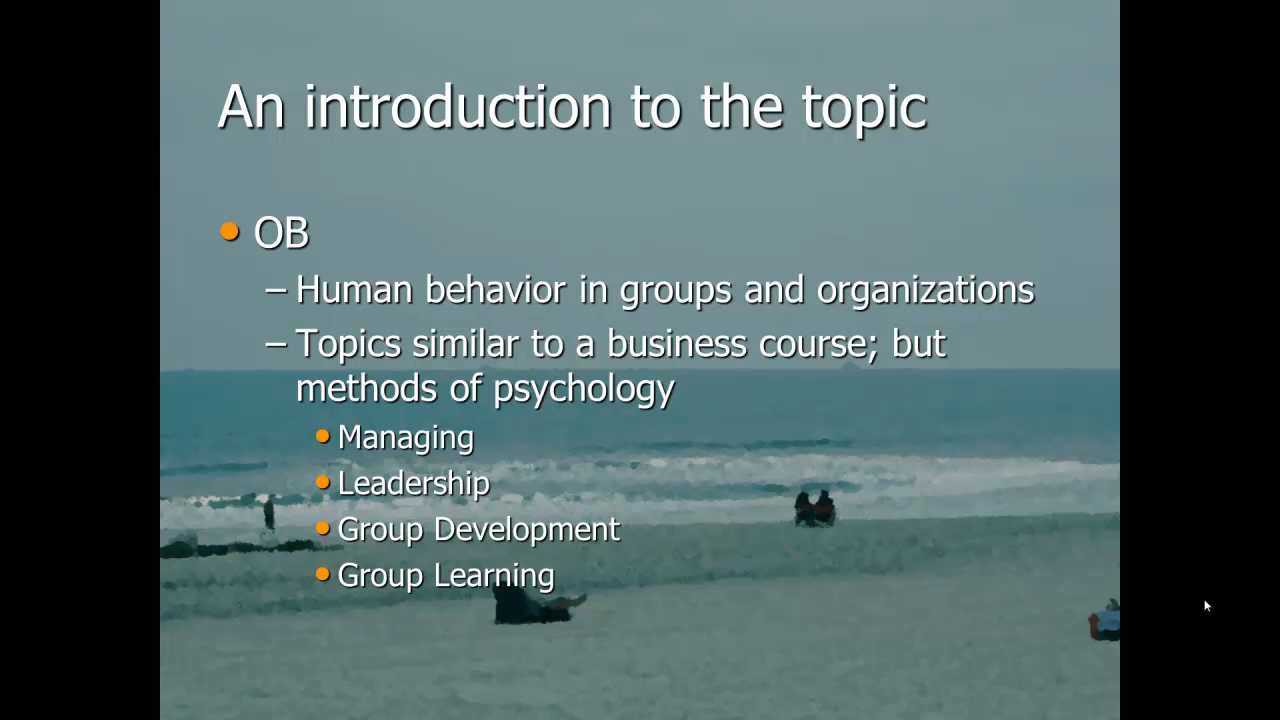 An introduction to the topic
OB
– Human behavior in groups and organizations
– Topics similar to a business course; but
methods of psychology
Managing
Leadership
Group Development
Group Learning